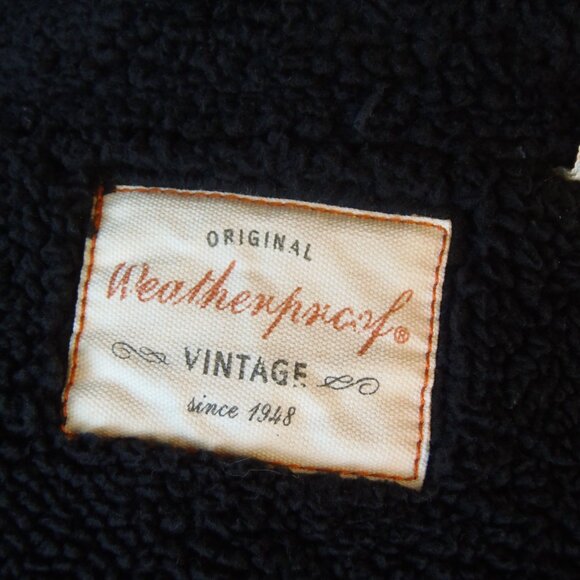 ORIGINAL
Weatherproof®
VINTAGE
since 1948